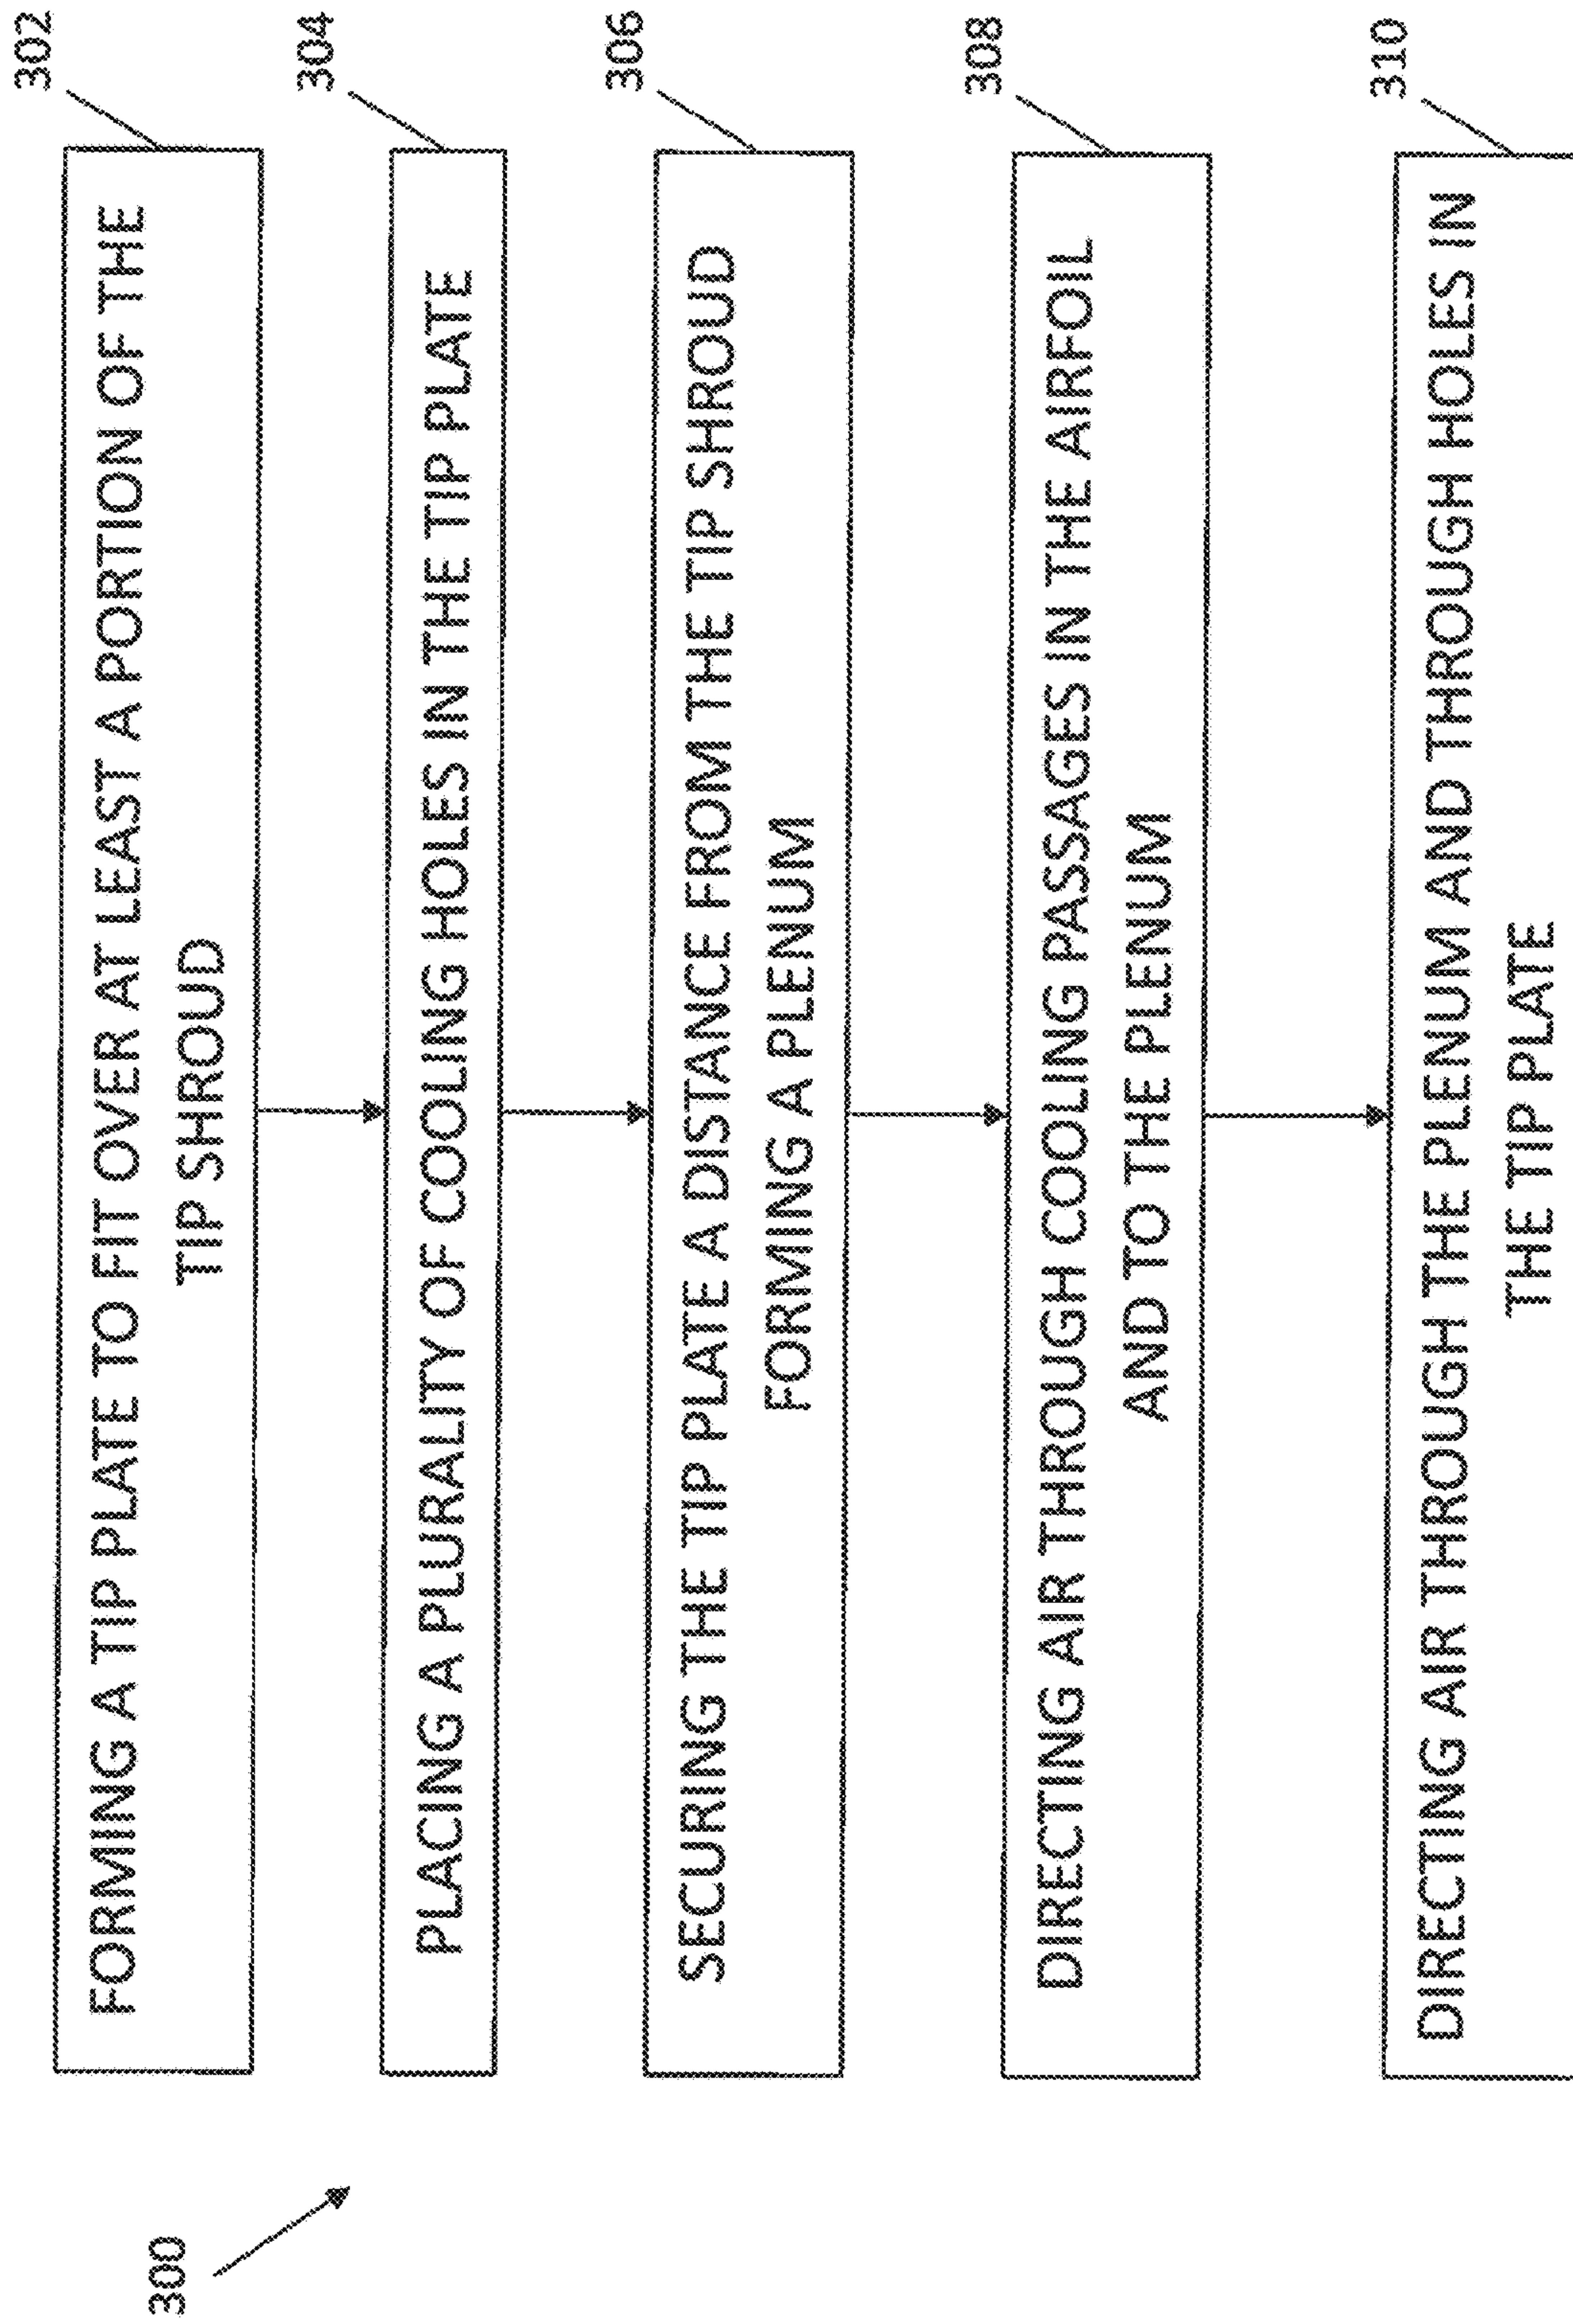 300
302
FORMING A TIP PLATE TO FIT OVER AT LEAST A PORTION OF THE
TIP SHROUD
304
PLACING A PLURALITY OF COOLING HOLES IN THE TIP PLATE
306
SECURING THE TIP PLATE A DISTANCE FROM THE TIP SHROUD
FORMING A PLENUM
308
DIRECTING AIR THROUGH COOLING PASSAGES IN THE AIRFOIL
AND TO THE PLENUM
310
DIRECTING AIR THROUGH THE PLENUM AND THROUGH HOLES IN
THE TIP PLATE